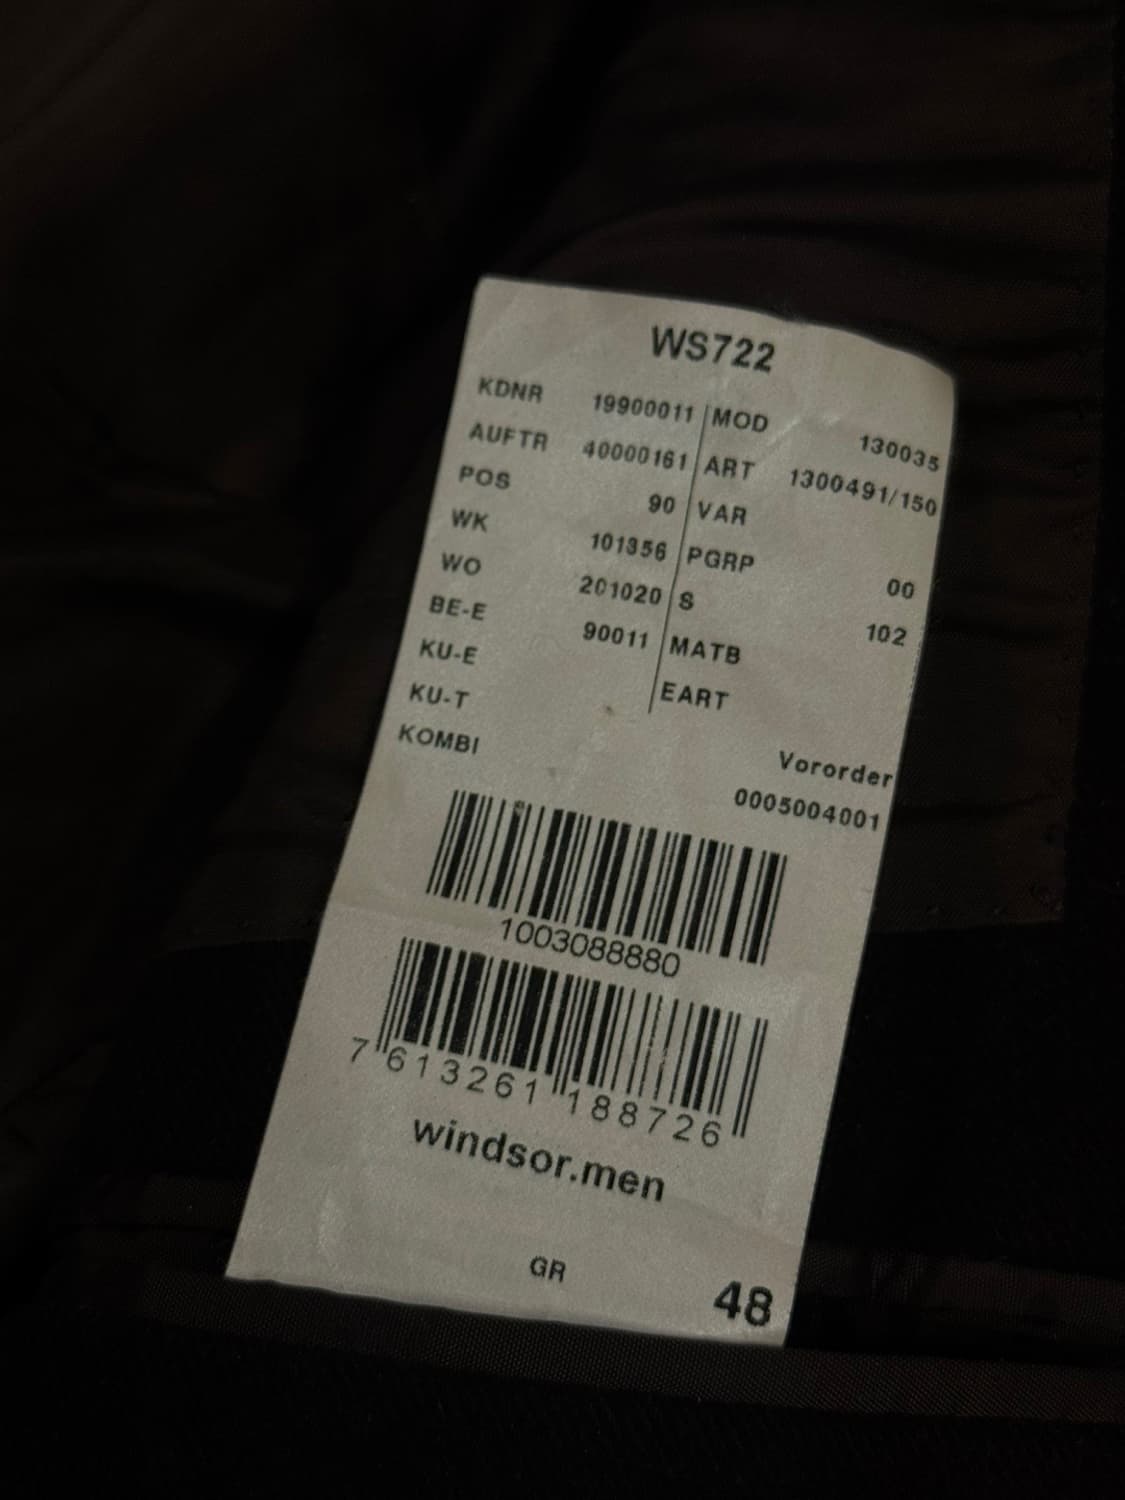 WS722
KDNR 19900011 MOD 130035
AUFTR 40000161 ART 1300491/150
POS 90 VAR
WK 101356 PGRP 00
WO 201020 S 102
BE-E 90011 MATB
KU-E EART
KU-T
KOMBI Vororder
0005004001
1003088880
7 613261 188726
windsor.men
GR 48